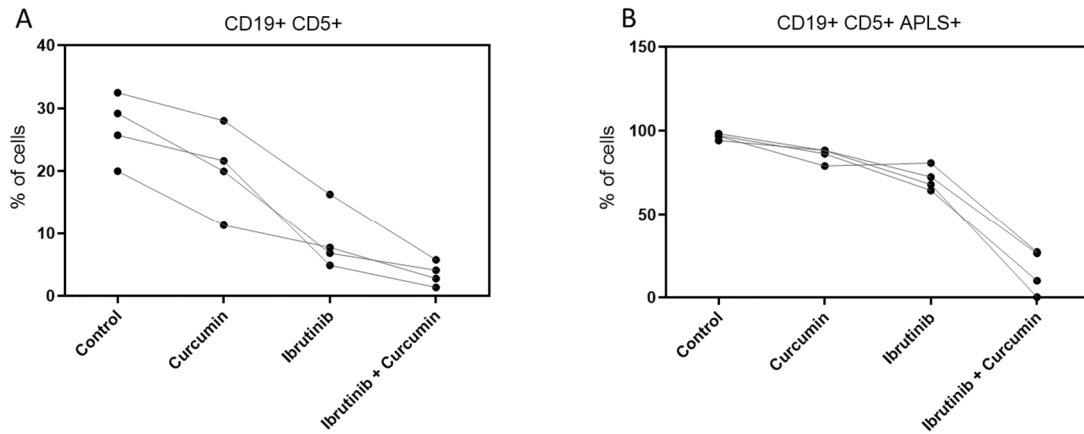 A
CD19+ CD5+
% of cells
40
30
20
10
0
Control
Curcumin
Ibrutinib
Ibrutinib + Curcumin
B
CD19+ CD5+ APLS+
% of cells
150
100
50
0
Control
Curcumin
Ibrutinib
Ibrutinib + Curcumin